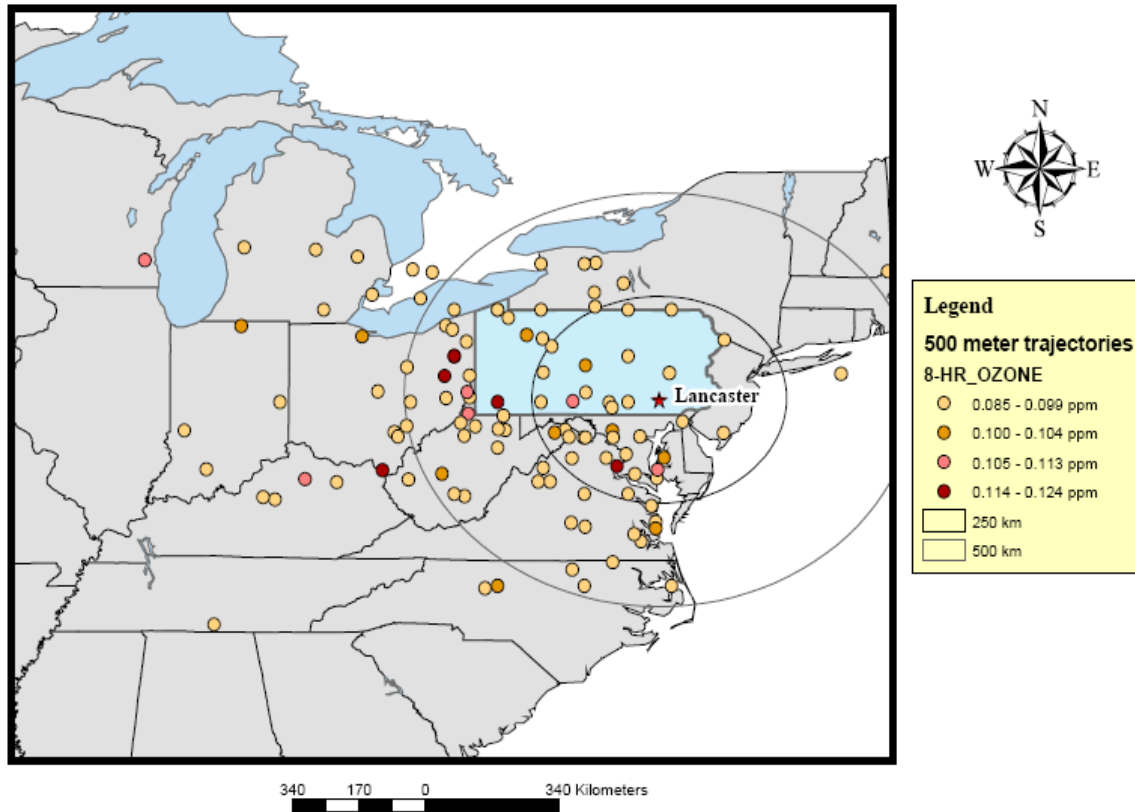 N
W E
S
Lancaster
Legend
500 meter trajectories
8-HR_OZONE
0.085 - 0.099 ppm
0.100 - 0.104 ppm
0.105 - 0.113 ppm
0.114 - 0.124 ppm
250 km
500 km
340 170 0 340 Kilometers